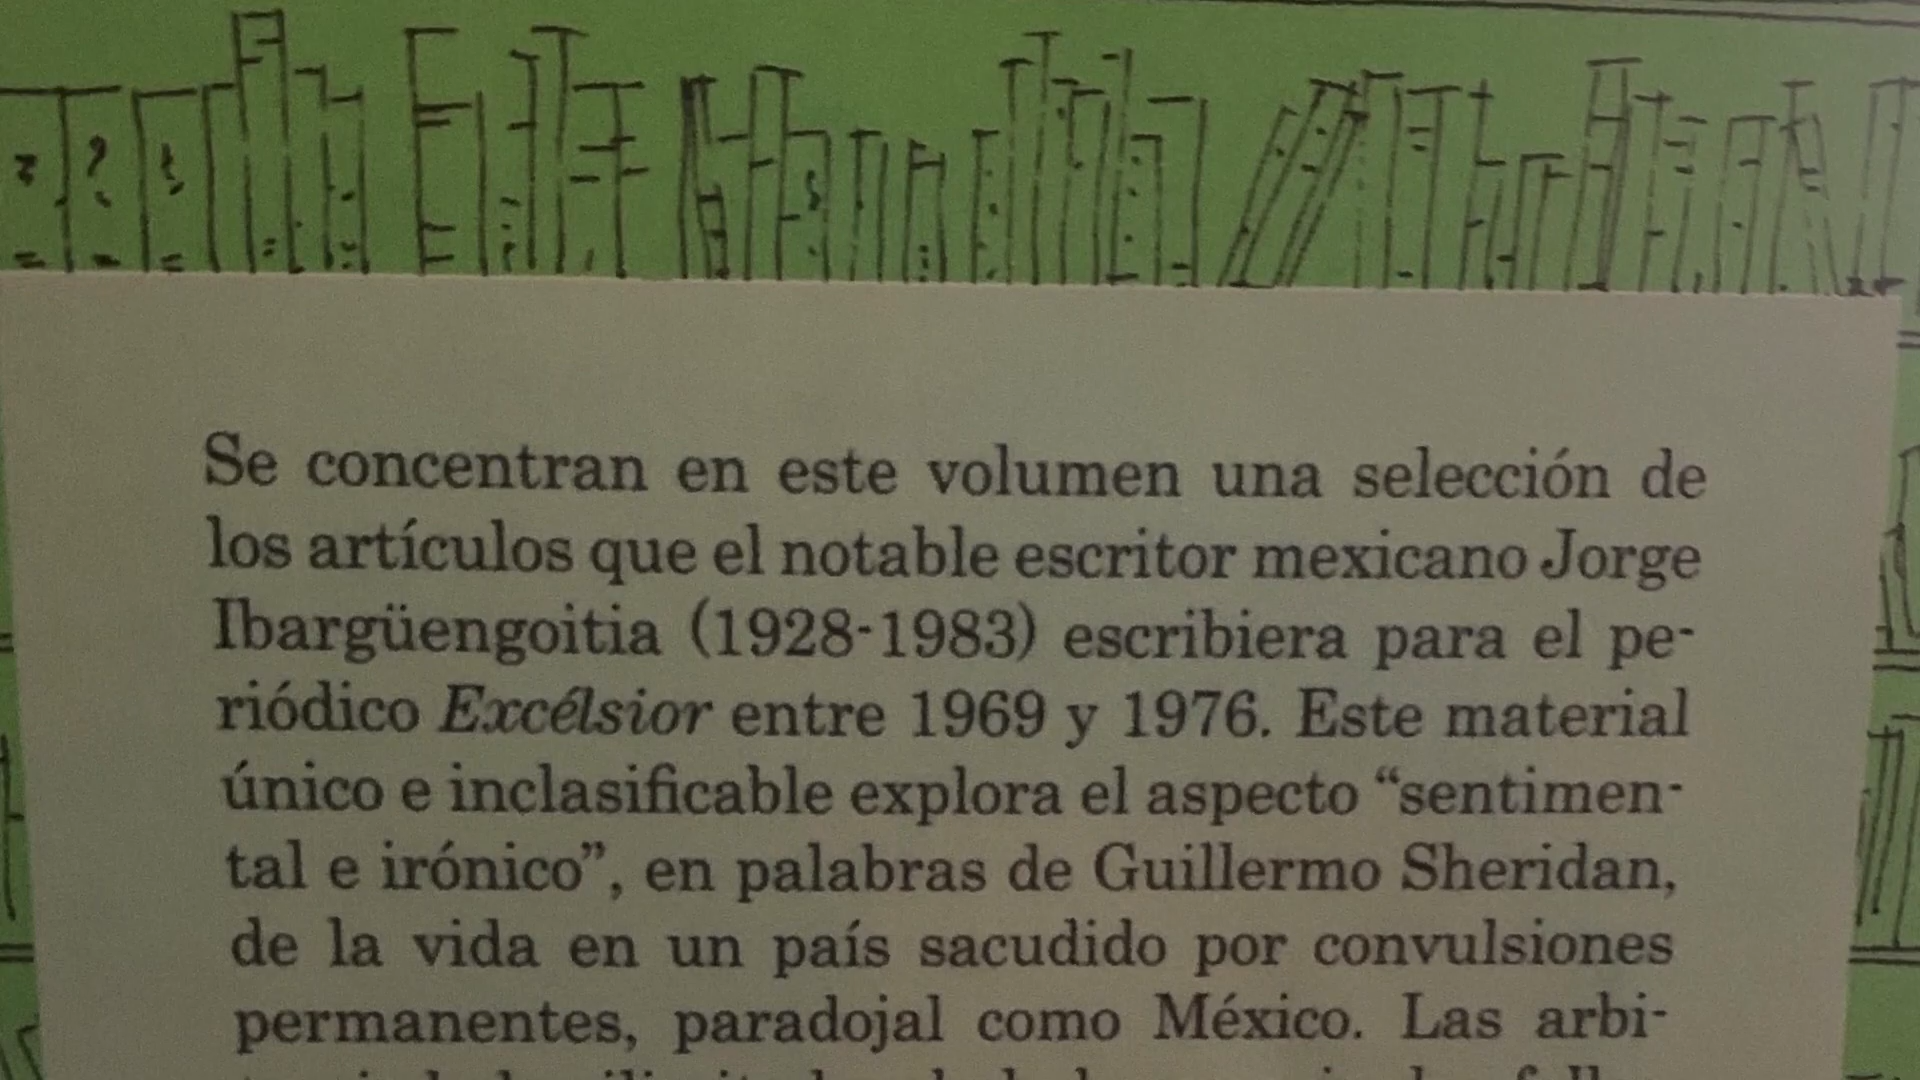 Se concentran en este volumen una selección de
los artículos que el notable escritor mexicano Jorge
Ibargüengoitia (1928-1983) escribiera para el pe-
riódico Excélsior entre 1969 y 1976. Este material
único e inclasificable explora el aspecto “sentimen-
tal e irónico”, en palabras de Guillermo Sheridan,
de la vida en un país sacudido por convulsiones
permanentes, paradojal como México. Las arbi-